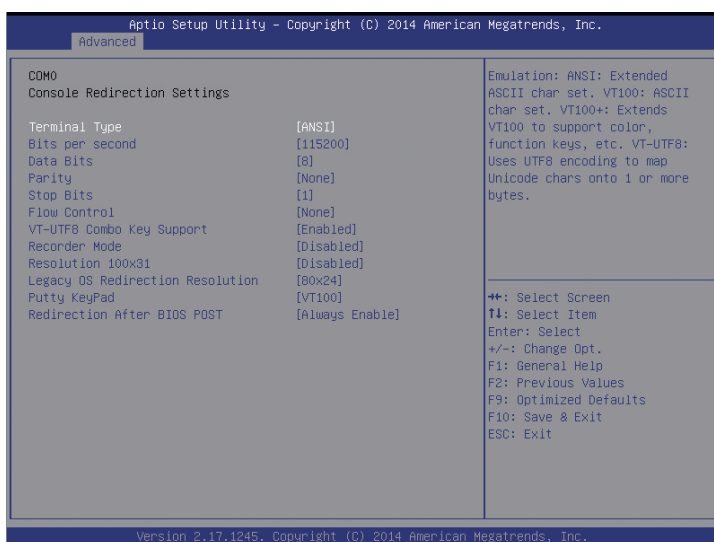 Aptio Setup Utility – Copyright (C) 2014 American Megatrends, Inc.
Advanced
COM0
Console Redirection Settings
Terminal Type [ANSI]
Bits per second [115200]
Data Bits [8]
Parity [None]
Stop Bits [1]
Flow Control [None]
VT-UTF8 Combo Key Support [Enabled]
Recorder Mode [Disabled]
Resolution 100x31 [Disabled]
Legacy OS Redirection Resolution [80x24]
Putty KeyPad [VT100]
Redirection After BIOS POST [Always Enable]
Emulation: ANSI: Extended
ASCII char set. VT100: ASCII
char set. VT100+: Extends
VT100 to support color,
function keys, etc. VT-UTF8:
Uses UTF8 encoding to map
Unicode chars onto 1 or more
bytes.
→←: Select Screen
↑↓: Select Item
Enter: Select
+/-: Change Opt.
F1: General Help
F2: Previous Values
F9: Optimized Defaults
F10: Save & Exit
ESC: Exit
Version 2.17.1245. Copyright (C) 2014 American Megatrends, Inc.